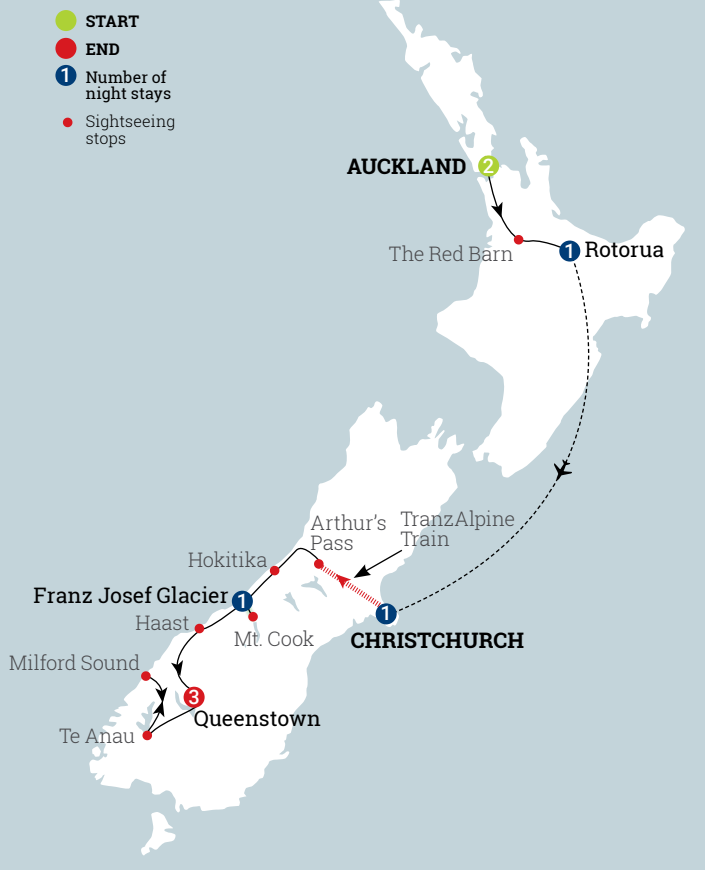 START
END
1 Number of
night stays
Sightseeing
stops
AUCKLAND 2
The Red Barn
1 Rotorua
Arthur's
Pass
TranzAlpine
Train
Hokitika
Franz Josef Glacier 1
1
CHRISTCHURCH
Haast
Mt. Cook
Milford Sound
3
Queenstown
Te Anau